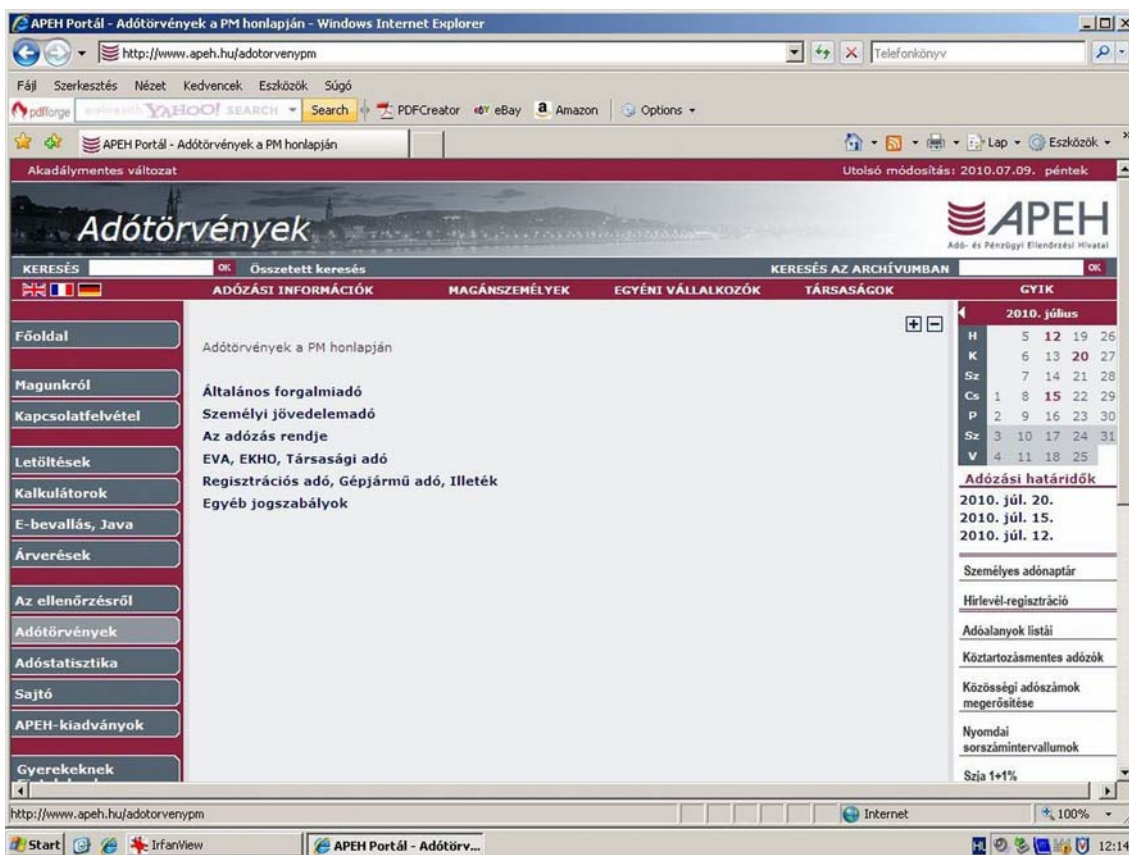 APEH Portál - Adótörvények a PM honlapján - Windows Internet Explorer
http://www.apeh.hu/adotorvenypm
Telefonkönyv
Fájl Szerkesztés Nézet Kedvencek Eszközök Súgó
pdfforge YAHOO! SEARCH Search PDFCreator eBay Amazon Options
APEH Portál - Adótörvények a PM honlapján
Lap Eszközök »
Akadálymentes változat
Utolsó módosítás: 2010.07.09. péntek
Adótörvények
APEH
Adó- és Pénzügyi Ellenőrzési Hivatal
KERESÉS OK Összetett keresés
KERESÉS AZ ARCHÍVUMBAN OK
ADÓZÁSI INFORMÁCIÓK MAGÁNSZEMÉLYEK EGYÉNI VÁLLALKOZÓK TÁRSASÁGOK GYIK
Főoldal
Magunkról
Kapcsolatfelvétel
Letöltések
Kalkulátorok
E-bevallás, Java
Árverések
Az ellenőrzésről
Adótörvények
Adóstatisztika
Sajtó
APEH-kiadványok
Gyerekeknek
Adótörvények a PM honlapján
Általános forgalmiadó
Személyi jövedelemadó
Az adózás rendje
EVA, EKHO, Társasági adó
Regisztrációs adó, Gépjármű adó, Illeték
Egyéb jogszabályok
2010. július
H 5 12 19 26
K 6 13 20 27
Sz 7 14 21 28
Cs 1 8 15 22 29
P 2 9 16 23 30
Sz 3 10 17 24 31
V 4 11 18 25
Adózási határidők
2010. júl. 20.
2010. júl. 15.
2010. júl. 12.
Személyes adónaptár
Hírlevél-regisztráció
Adóalanyok listái
Köztartozásmentes adózók
Közösségi adószámok
megerősítése
Nyomdai
sorszámintervallumok
Szja 1+1%
http://www.apeh.hu/adotorvenypm
Internet 100%
Start IrfanView APEH Portál - Adótörv... HU 12:14